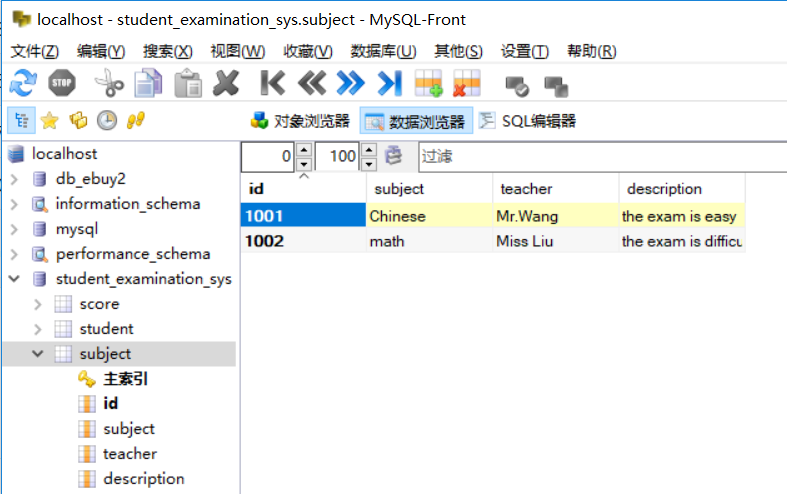 localhost - student_examination_sys.subject - MySQL-Front
文件(Z) 编辑(Y) 搜索(X) 视图(W) 收藏(V) 数据库(U) 其他(S) 设置(T) 帮助(R)
STOP
对象浏览器 数据浏览器 SQL编辑器
localhost
db_ebuy2
information_schema
mysql
performance_schema
student_examination_sys
score
student
subject
主索引
id
subject
teacher
description
0 100 过滤
id subject teacher description
1001 Chinese Mr.Wang the exam is easy
1002 math Miss Liu the exam is difficu